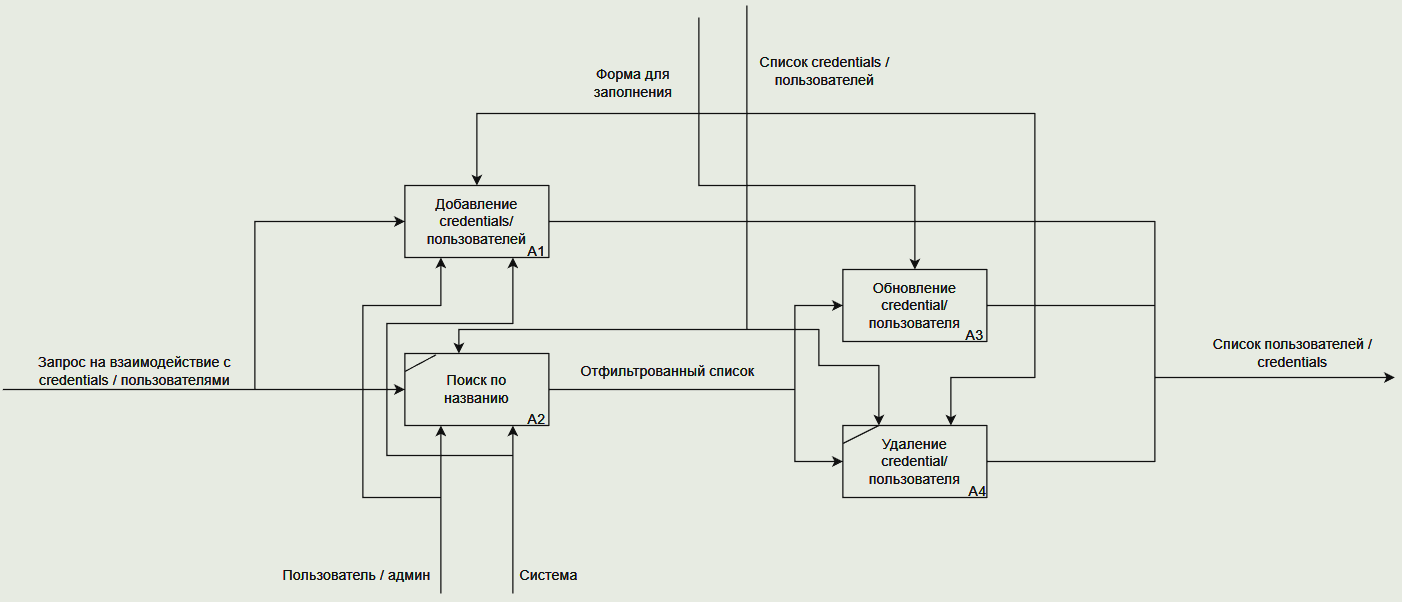 Форма для
заполнения
Список credentials /
пользователей
Добавление
credentials/
пользователей
A1
Обновление
credential/
пользователя
A3
Запрос на взаимодействие с
credentials / пользователями
Поиск по
названию
A2
Отфильтрованный список
Список пользователей /
credentials
Удаление
credential/
пользователя
A4
Пользователь / админ
Система